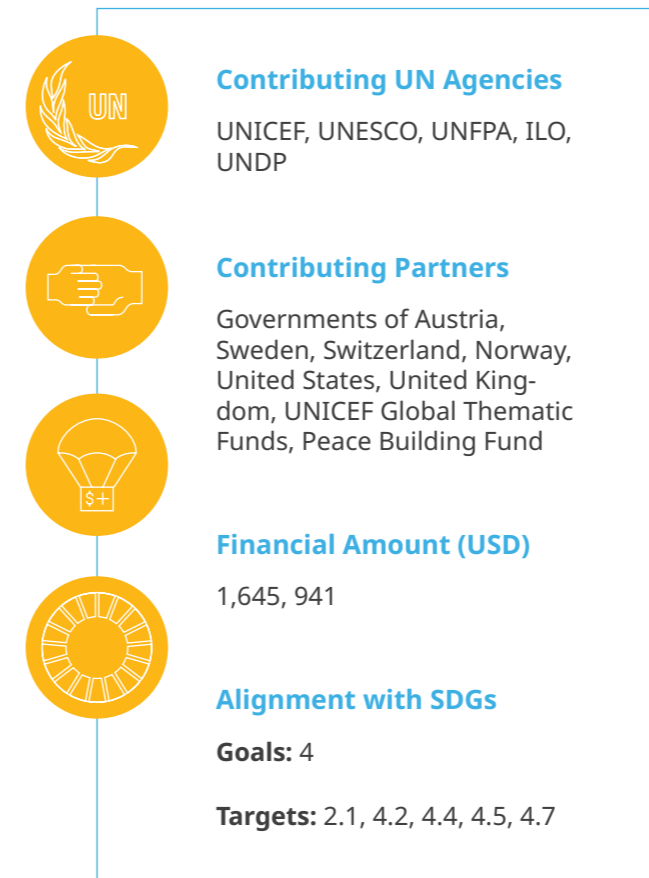 UN
Contributing UN Agencies
UNICEF, UNESCO, UNFPA, ILO,
UNDP
Contributing Partners
Governments of Austria,
Sweden, Switzerland, Norway,
United States, United King-
dom, UNICEF Global Thematic
Funds, Peace Building Fund
$+
Financial Amount (USD)
1,645, 941
Alignment with SDGs
Goals: 4
Targets: 2.1, 4.2, 4.4, 4.5, 4.7